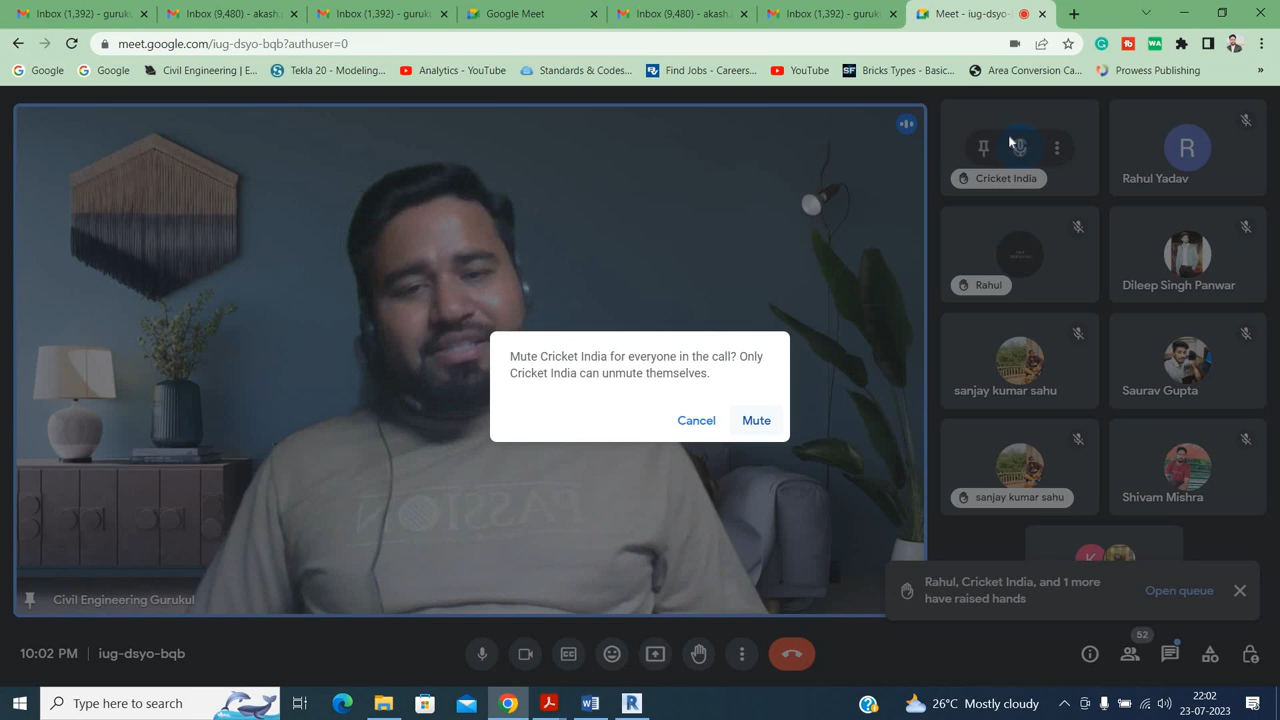 Inbox (1,392) - guruku
Inbox (9,480) - akash.
Inbox (1,392) - guruku
Google Meet
Inbox (9,480) - akash.
Inbox (1,392) - guruku
Meet - iug-dsyo-
meet.google.com/iug-dsyo-bqb?authuser=0
Google
Google
Civil Engineering | E...
Tekla 20 - Modeling...
Analytics - YouTube
Standards & Codes...
Find Jobs - Careers...
YouTube
SF
Bricks Types - Basic...
Area Conversion Ca...
Prowess Publishing
»
Cricket India
R
Rahul Yadav
Rahul
Dileep Singh Panwar
sanjay kumar sahu
Saurav Gupta
sanjay kumar sahu
Shivam Mishra
K
PASSION
Mute Cricket India for everyone in the call? Only
Cricket India can unmute themselves.
Cancel
Mute
Civil Engineering Gurukul
Rahul, Cricket India, and 1 more
have raised hands
Open queue
10:02 PM | iug-dsyo-bqb
CC
52
Type here to search
26°C Mostly cloudy
22:02
23-07-2023